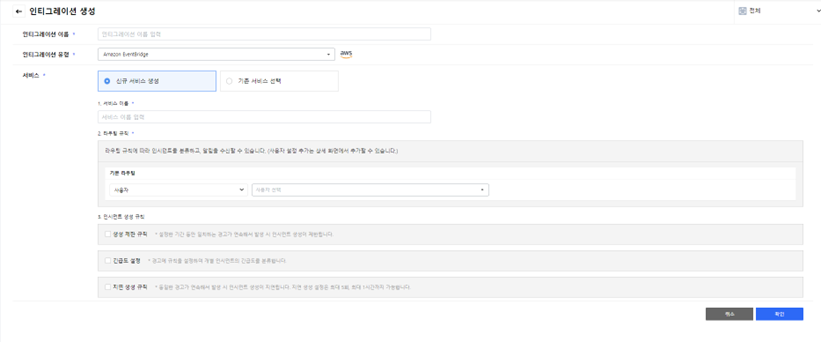 ← 인티그레이션 생성
전체
인티그레이션 이름 *
인티그레이션 이름 입력
인티그레이션 유형 *
Amazon EventBridge
aws
서비스 *
신규 서비스 생성
기존 서비스 선택
1. 서비스 이름 *
서비스 이름 입력
2. 라우팅 규칙 *
라우팅 규칙에 따라 인시던트를 분류하고, 알림을 수신할 수 있습니다. (사용자 설정 추가는 상세 화면에서 추가할 수 있습니다.)
기본 라우팅
사용자
사용자 선택
3. 인시던트 생성 규칙
생성 제한 규칙
* 설정한 기간 동안 일치하는 경고가 연속해서 발생 시 인시던트 생성이 제한됩니다.
긴급도 설정
* 경고에 규칙을 설정하여 개별 인시던트의 긴급도를 분류합니다.
지연 생성 규칙
* 동일한 경고가 연속해서 발생 시 인시던트 생성이 지연됩니다. 지연 생성 설정은 최대 5회, 최대 1시간까지 가능합니다.
취소
확인